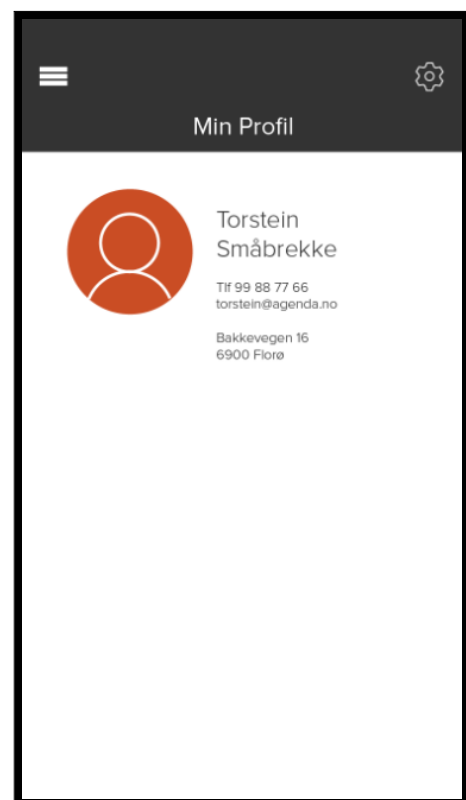 Min Profil
Torstein
Småbrekke
Tlf 99 88 77 66
torstein@agenda.no
Bakkevegen 16
6900 Florø